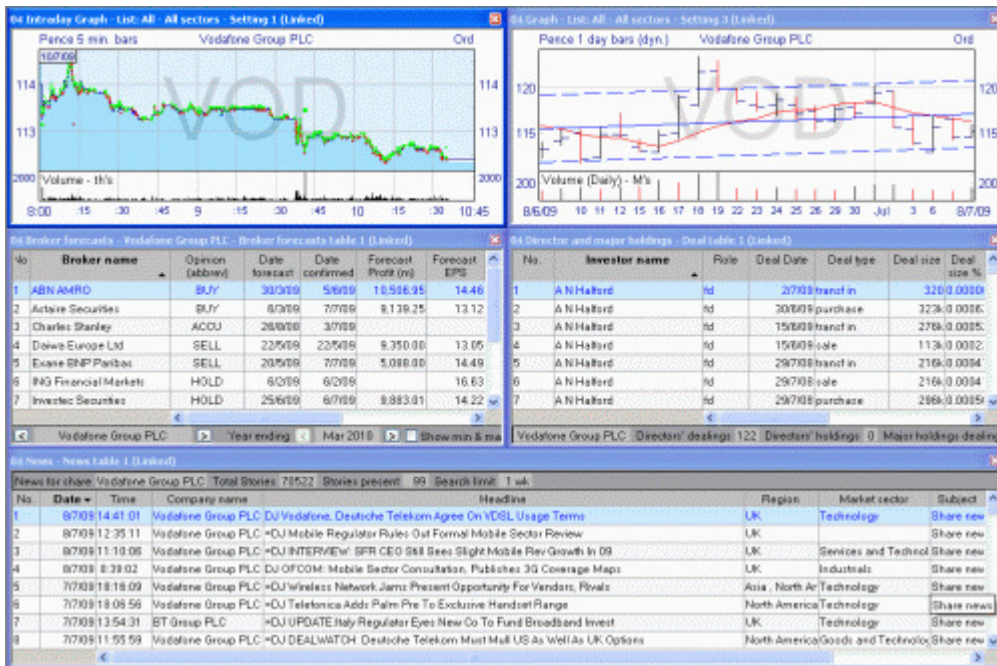 04 Intraday Graph - List: All - All sectors - Setting 1 (Linked)
Pence 5 min. bars Vodafone Group PLC Ord
10/7/09
VOD
114 114
113 113
2000 Volume - th's 2000
8:00 :15 :30 :45 9 :15 :30 :45 10 :15 :30 10:45
04 Graph - List: All - All sectors - Setting 3 (Linked)
Pence 1 day bars (dyn.) Vodafone Group PLC Ord
VOD
120 120
115 115
200 Volume (Daily) - M's 200
8/6/09 10 11 12 15 16 17 18 19 22 23 24 25 26 29 30 Jul 3 6 8/7/09
04 Broker forecasts - Vodafone Group PLC - Broker forecasts table 1 (Linked)
No Broker name Opinion (abbrev) Date forecast Date confirmed Forecast Profit (m) Forecast EPS
1 ABN AMRO BUY 30/3/09 5/6/09 10,506.95 14.46
2 Astaire Securities BUY 6/3/09 7/7/09 9,139.25 13.12
3 Charles Stanley ACCU 26/8/08 3/7/09
4 Daiwa Europe Ltd SELL 22/5/09 22/5/09 9,350.00 13.05
5 Exane BNP Paribas SELL 20/5/09 7/7/09 5,088.00 14.49
6 ING Financial Markets HOLD 6/2/09 6/2/09 16.63
7 Investec Securities HOLD 25/6/09 6/7/09 9,883.01 14.22
Vodafone Group PLC Year ending Mar 2010 Show min & ma
04 Director and major holdings - Deal table 1 (Linked)
No. Investor name Role Deal Date Deal type Deal size Deal size %
1 A N Halford fd 2/7/09 transf in 320 0.0000
2 A N Halford fd 30/6/09 purchase 323k 0.0006
3 A N Halford fd 15/6/09 transf in 276k 0.0005
4 A N Halford fd 15/6/09 sale 113k 0.0002
5 A N Halford fd 29/7/08 transf in 216k 0.0004
6 A N Halford fd 29/7/08 sale 216k 0.0004
7 A N Halford fd 29/7/08 purchase 286k 0.0005
Vodafone Group PLC Directors' dealings 122 Directors' holdings 0 Major holdings dealin
04 News - News table 1 (Linked)
News for share Vodafone Group PLC Total Stories 70522 Stories present 99 Search limit 1 wk
No. Date Time Company name Headline Region Market sector Subject
1 8/7/09 14:41:01 Vodafone Group PLC DJ Vodafone, Deutsche Telekom Agree On VDSL Usage Terms UK Technology Share new
2 8/7/09 12:35:11 Vodafone Group PLC =DJ Mobile Regulator Rules Out Formal Mobile Sector Review UK Share new
3 8/7/09 11:10:06 Vodafone Group PLC =DJ INTERVIEW: SFR CEO Still Sees Slight Mobile Rev Growth In 09 UK Services and Technol Share new
4 8/7/09 8:39:02 Vodafone Group PLC DJ OFCOM: Mobile Sector Consultation, Publishes 3G Coverage Maps UK Industrials Share new
5 7/7/09 18:16:09 Vodafone Group PLC =DJ Wireless Network Jams Present Opportunity For Vendors, Rivals Asia , North Ar Technology Share new
6 7/7/09 18:06:56 Vodafone Group PLC =DJ Telefonica Adds Palm Pre To Exclusive Handset Range North America Technology Share news
7 7/7/09 13:54:31 BT Group PLC =DJ UPDATE:Italy Regulator Eyes New Co To Fund Broadband Invest UK Technology Share new
8 7/7/09 11:55:59 Vodafone Group PLC =DJ DEALWATCH: Deutsche Telekom Must Mull US As Well As UK Options North America Goods and Technolo Share new